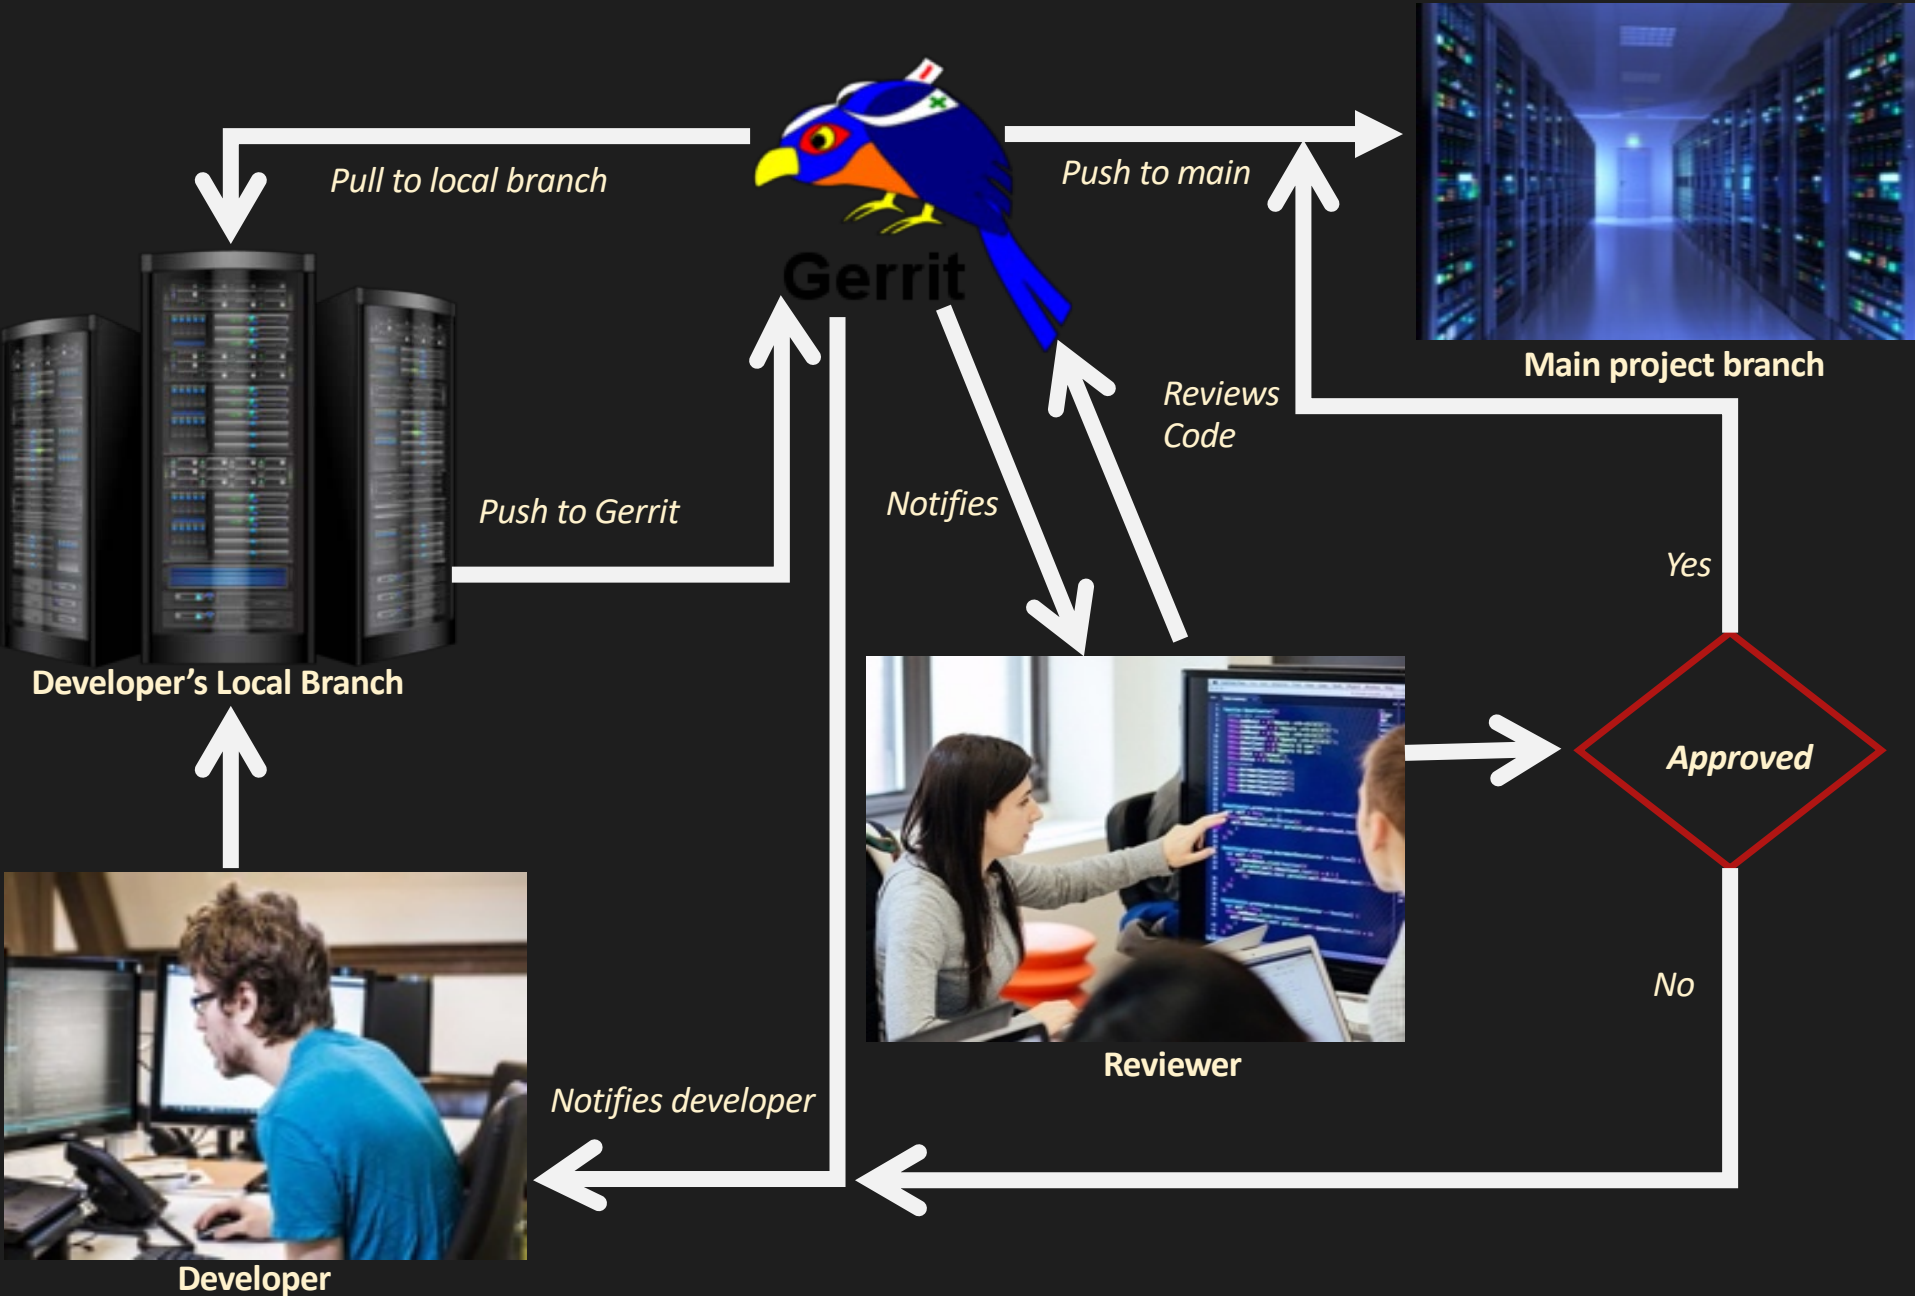 Pull to local branch
Push to main
Gerrit
Main project branch
Reviews
Code
Notifies
Push to Gerrit
Yes
Developer’s Local Branch
Approved
No
Reviewer
Notifies developer
Developer